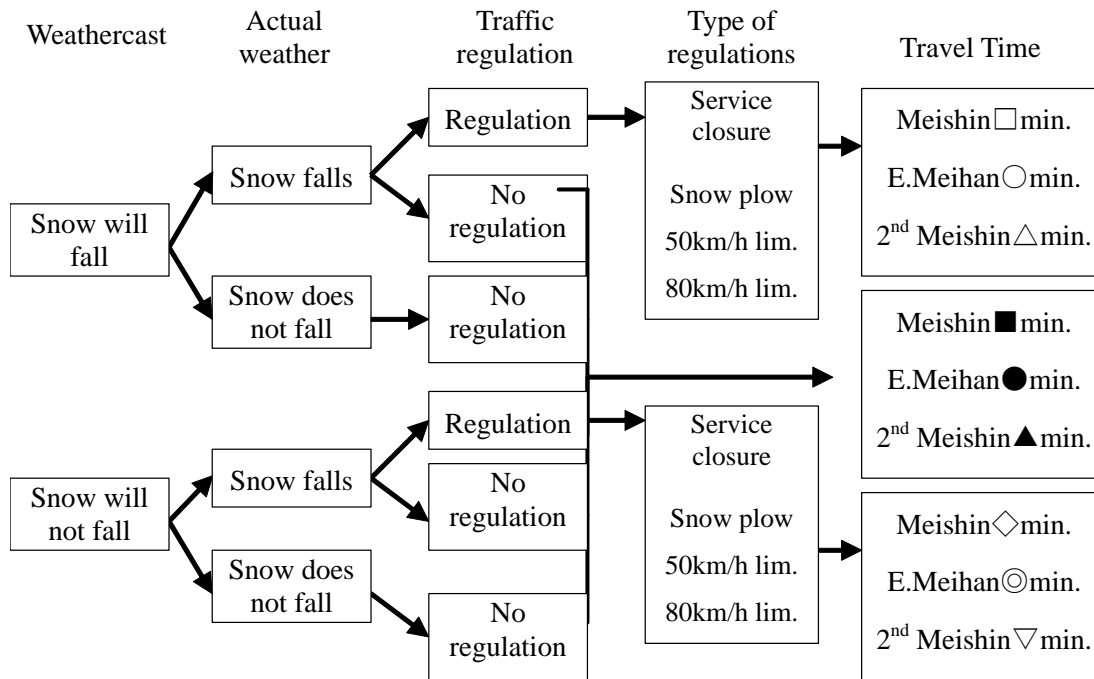 Weathercast
Actual
weather
Traffic
regulation
Type of
regulations
Travel Time
Snow will
fall
Snow falls
Snow does
not fall
Regulation
No
regulation
No
regulation
Service
closure
Snow plow
50km/h lim.
80km/h lim.
Meishin□min.
E.Meihan○min.
2nd Meishin△min.
Meishin■min.
E.Meihan●min.
2nd Meishin▲min.
Snow will
not fall
Snow falls
Snow does
not fall
Regulation
No
regulation
No
regulation
Service
closure
Snow plow
50km/h lim.
80km/h lim.
Meishin◇min.
E.Meihan◎min.
2nd Meishin▽min.